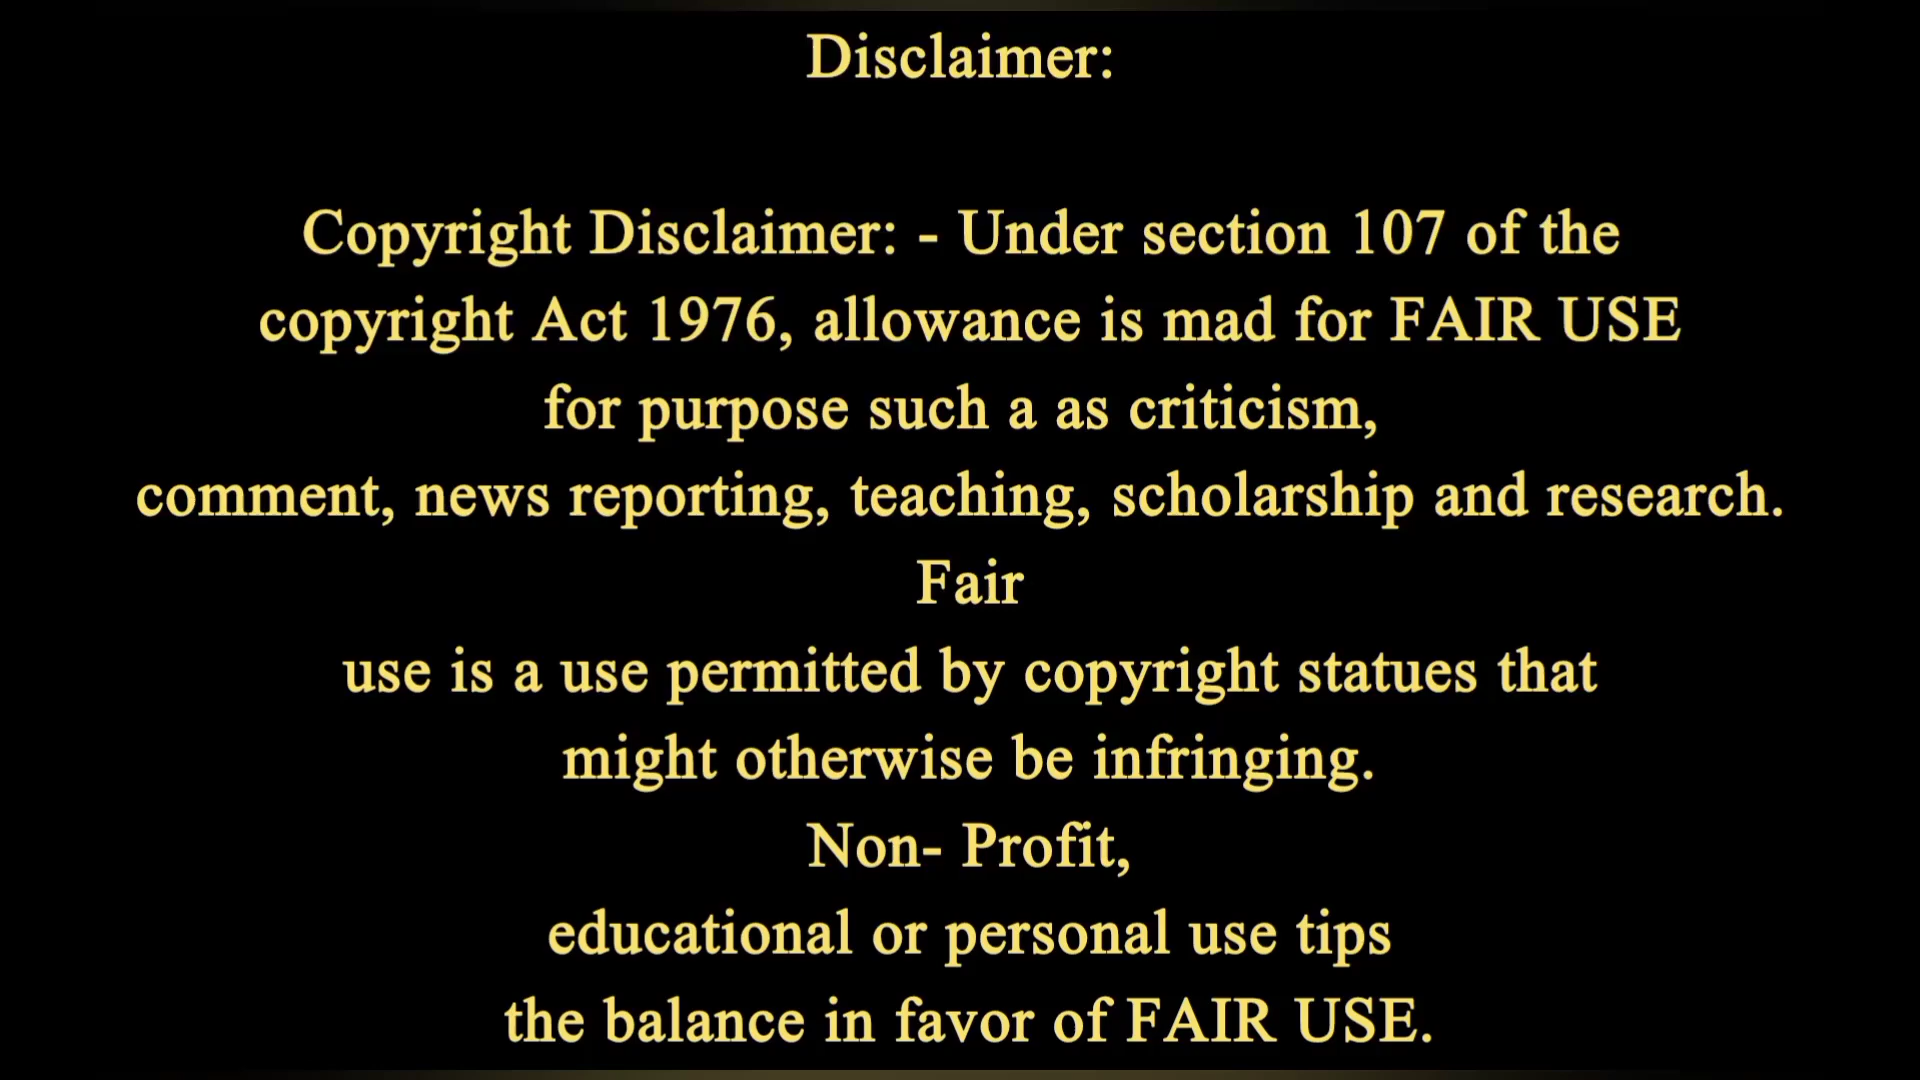 Disclaimer:
Copyright Disclaimer: - Under section 107 of the
copyright Act 1976, allowance is mad for FAIR USE
for purpose such a as criticism,
comment, news reporting, teaching, scholarship and research.
Fair
use is a use permitted by copyright statues that
might otherwise be infringing.
Non- Profit,
educational or personal use tips
the balance in favor of FAIR USE.